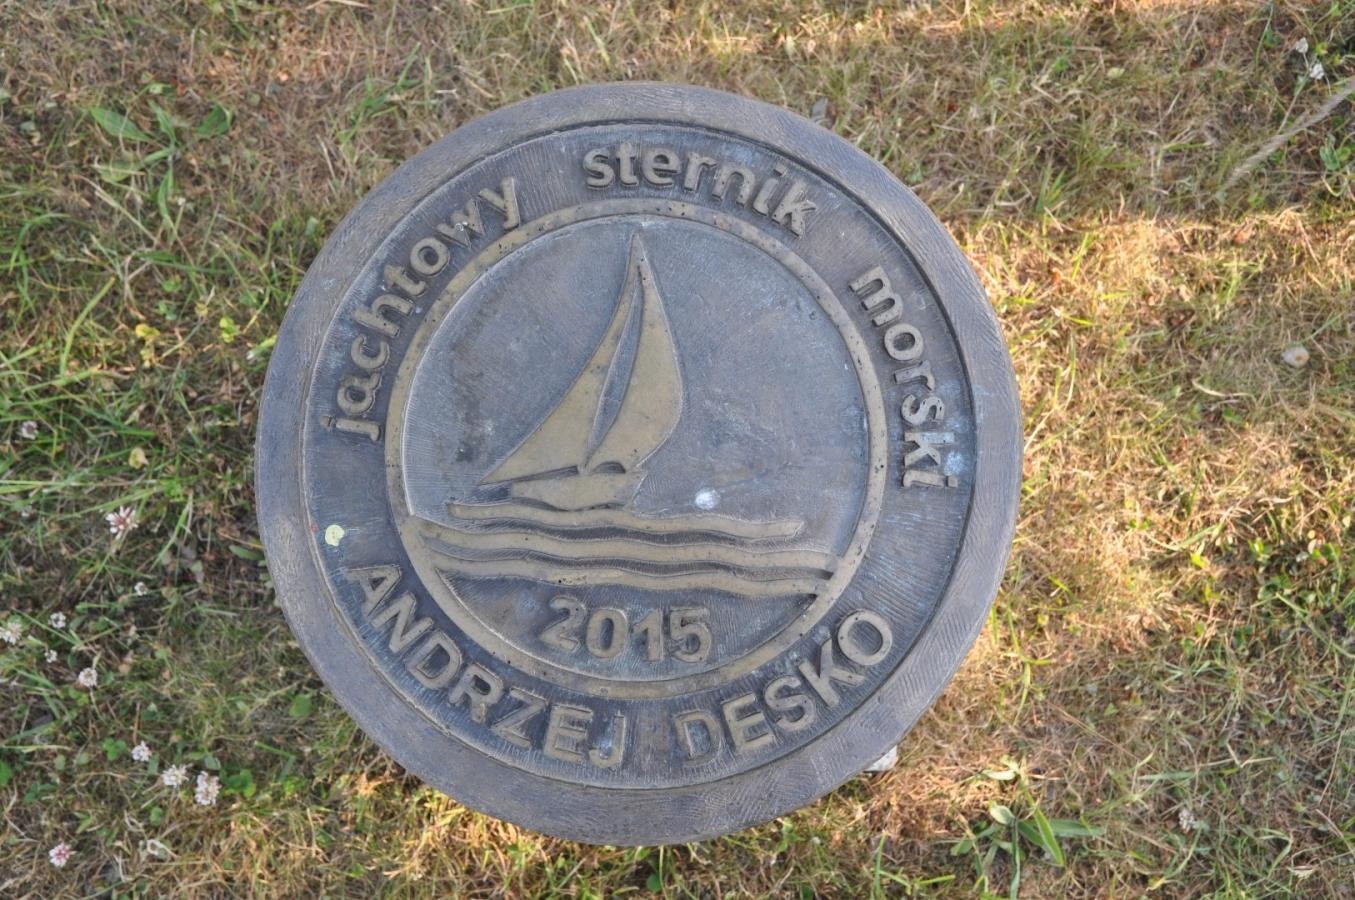 jachtowy sternik morski
2015
ANDRZEJ DESKO